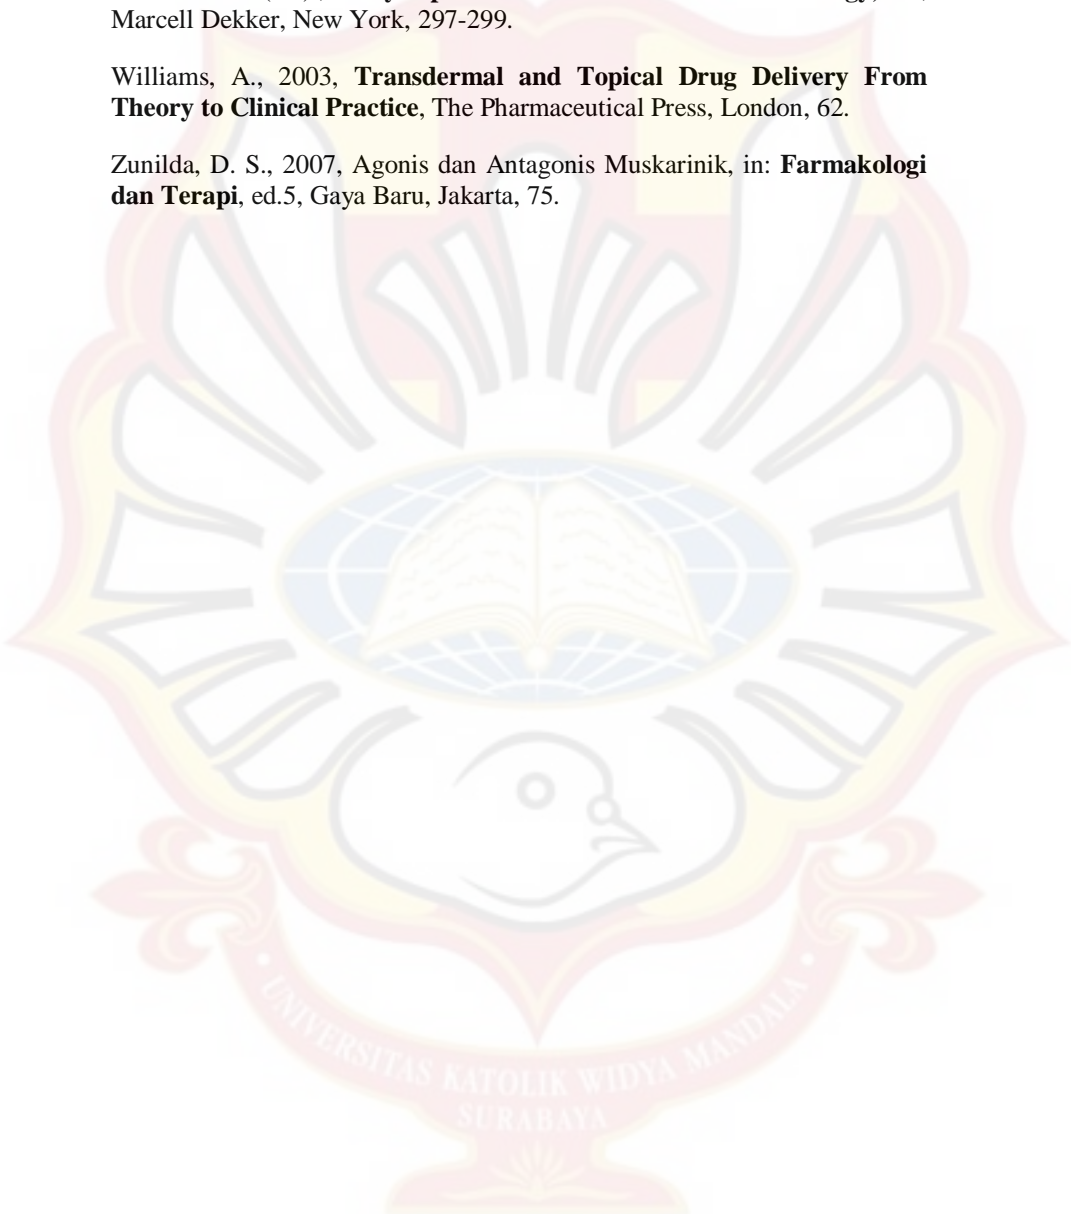 Marcell Dekker, New York, 297-299.
Williams, A., 2003, Transdermal and Topical Drug Delivery From
Theory to Clinical Practice, The Pharmaceutical Press, London, 62.
Zunilda, D. S., 2007, Agonis dan Antagonis Muskarinik, in: Farmakologi
dan Terapi, ed.5, Gaya Baru, Jakarta, 75.
UNIVERSITAS KATOLIK WIDYA MANDALA
SURABAYA